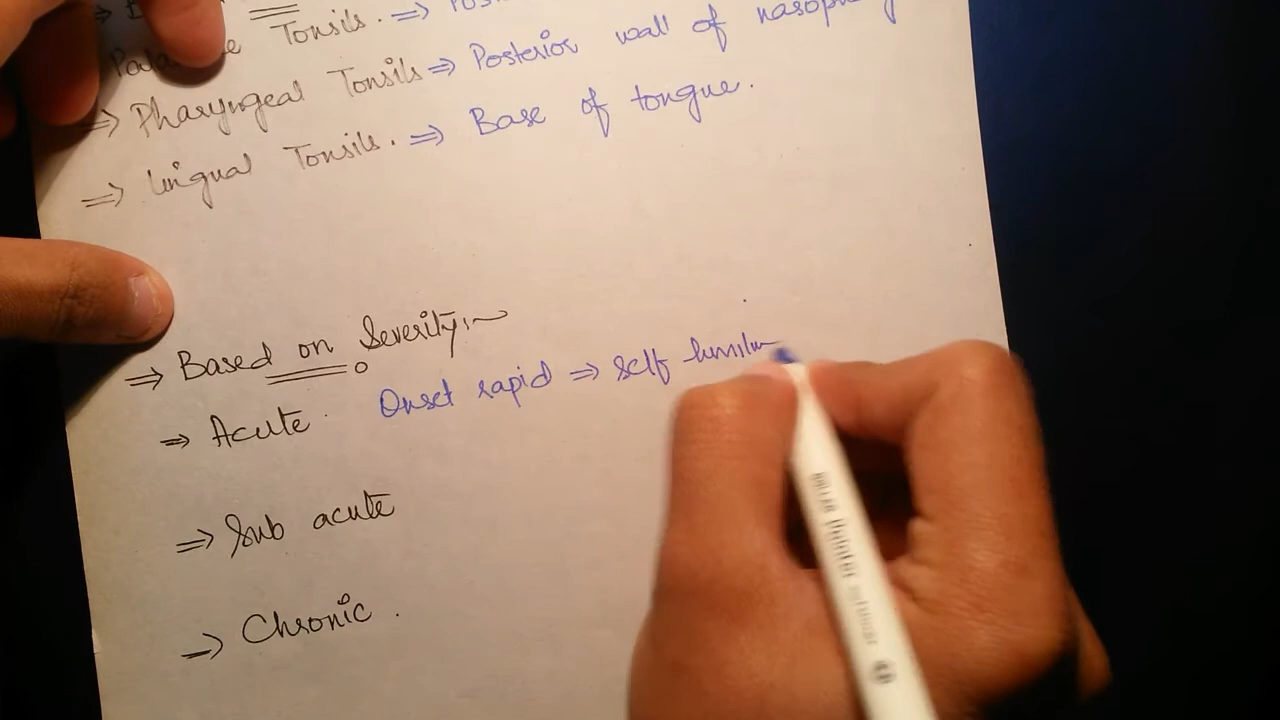 Tonsils. ⇒
⇒ Pharyngeal Tonsils ⇒ Posterior wall of
⇒ Lingual Tonsils. ⇒ Base of tongue.
⇒ Based on Severity:~
⇒ Acute. Onset rapid ⇒ Self
⇒ Sub acute
⇒ Chronic.